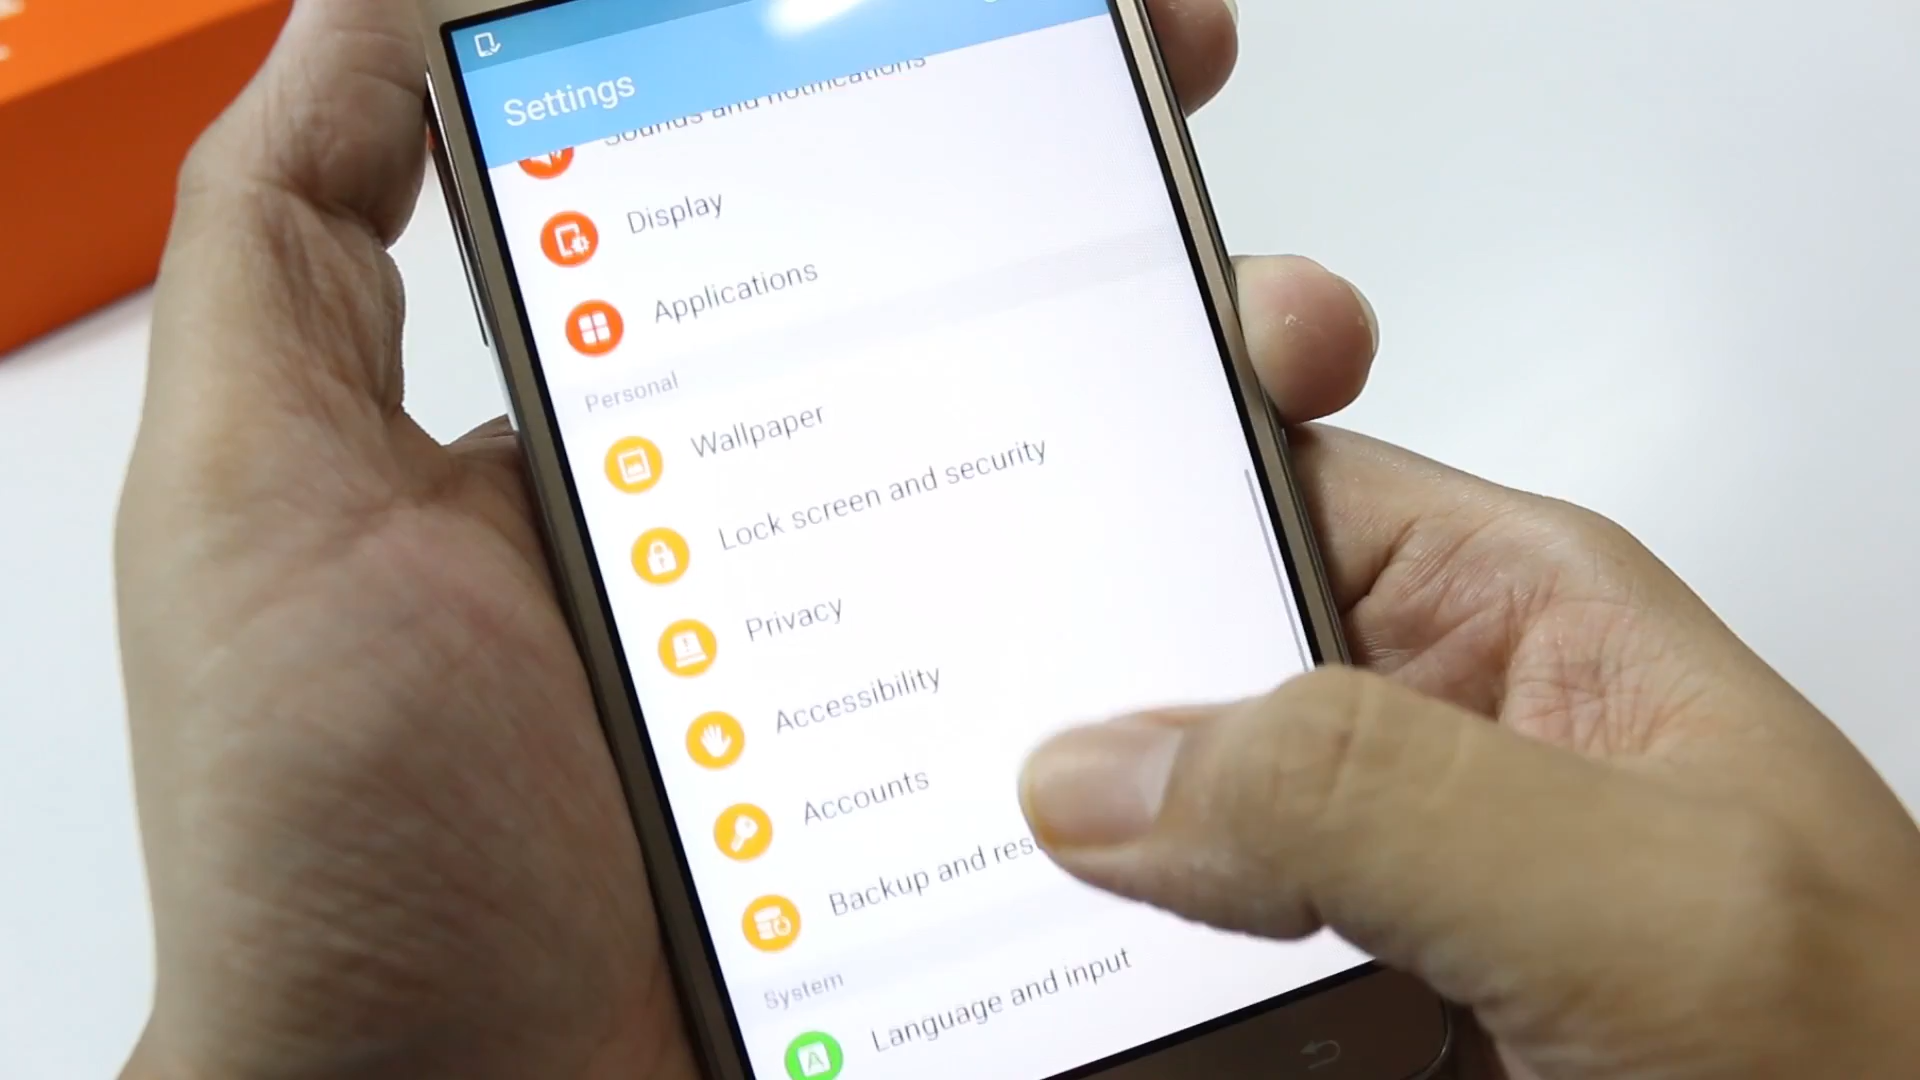 Settings
Sounds and notifications
Display
Applications
Personal
Wallpaper
Lock screen and security
Privacy
Accessibility
Accounts
Backup and res
System
Language and input